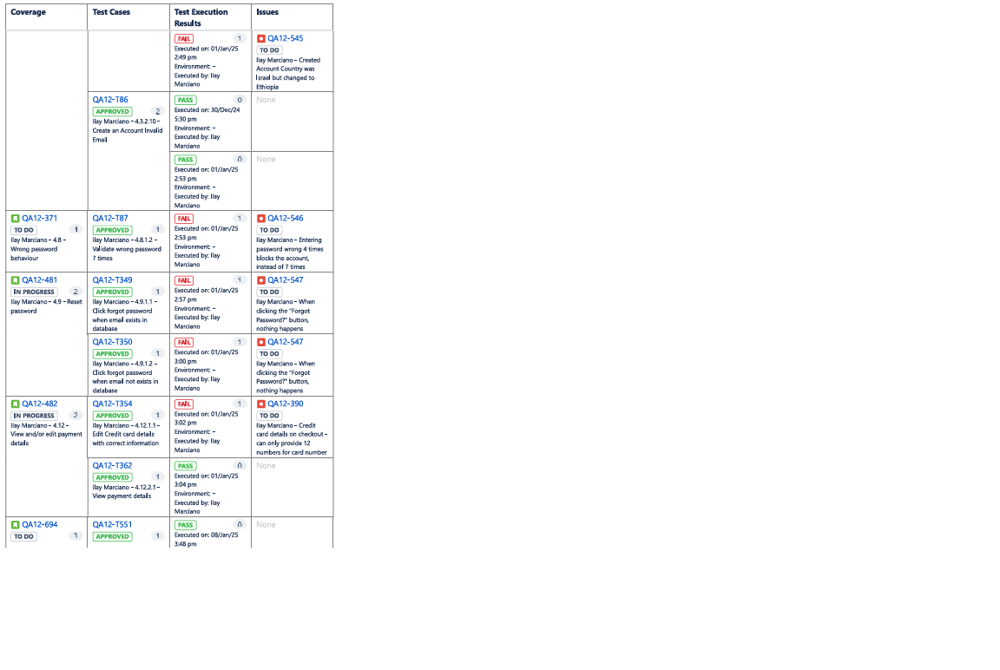 Coverage
Test Cases
Test Execution
Results
Issues
FAIL 1
Executed on: 01/Jan/25
2:49 pm
Environment: –
Executed by: Ilay
Marciano
QA12-545
TO DO
Ilay Marciano – Created
Account Country was
Israel but changed to
Ethiopia
QA12-T86
APPROVED 2
Ilay Marciano – 4.3.2.10 –
Create an Account Invalid
Email
PASS 0
Executed on: 30/Dec/24
5:30 pm
Environment: –
Executed by: Ilay
Marciano
None
PASS 0
Executed on: 01/Jan/25
2:53 pm
Environment: –
Executed by: Ilay
Marciano
None
QA12-371
TO DO 1
Ilay Marciano – 4.8 –
Wrong password
behaviour
QA12-T87
APPROVED 1
Ilay Marciano – 4.8.1.2 –
Validate wrong password
7 times
FAIL 1
Executed on: 01/Jan/25
2:53 pm
Environment: –
Executed by: Ilay
Marciano
QA12-546
TO DO
Ilay Marciano – Entering
password wrong 4 times
blocks the account,
instead of 7 times
QA12-481
IN PROGRESS 2
Ilay Marciano – 4.9 – Reset
password
QA12-T349
APPROVED 1
Ilay Marciano – 4.9.1.1 –
Click forgot password
when email exists in
database
FAIL 1
Executed on: 01/Jan/25
2:57 pm
Environment: –
Executed by: Ilay
Marciano
QA12-547
TO DO
Ilay Marciano – When
clicking the "Forgot
Password?" button,
nothing happens
QA12-T350
APPROVED 1
Ilay Marciano – 4.9.1.2 –
Click forgot password
when email not exists in
database
FAIL 1
Executed on: 01/Jan/25
3:00 pm
Environment: –
Executed by: Ilay
Marciano
QA12-547
TO DO
Ilay Marciano – When
clicking the "Forgot
Password?" button,
nothing happens
QA12-482
IN PROGRESS 2
Ilay Marciano – 4.12 –
View and/or edit payment
details
QA12-T354
APPROVED 1
Ilay Marciano – 4.12.1.1 –
Edit Credit card details
with correct information
FAIL 1
Executed on: 01/Jan/25
3:02 pm
Environment: –
Executed by: Ilay
Marciano
QA12-390
TO DO
Ilay Marciano – Credit
card details on checkout –
can only provide 12
numbers for card number
QA12-T362
APPROVED 1
Ilay Marciano – 4.12.2.1 –
View payment details
PASS 0
Executed on: 01/Jan/25
3:04 pm
Environment: –
Executed by: Ilay
Marciano
None
QA12-694
TO DO 3
QA12-T551
APPROVED 1
PASS 0
Executed on: 08/Jan/25
3:48 pm
None